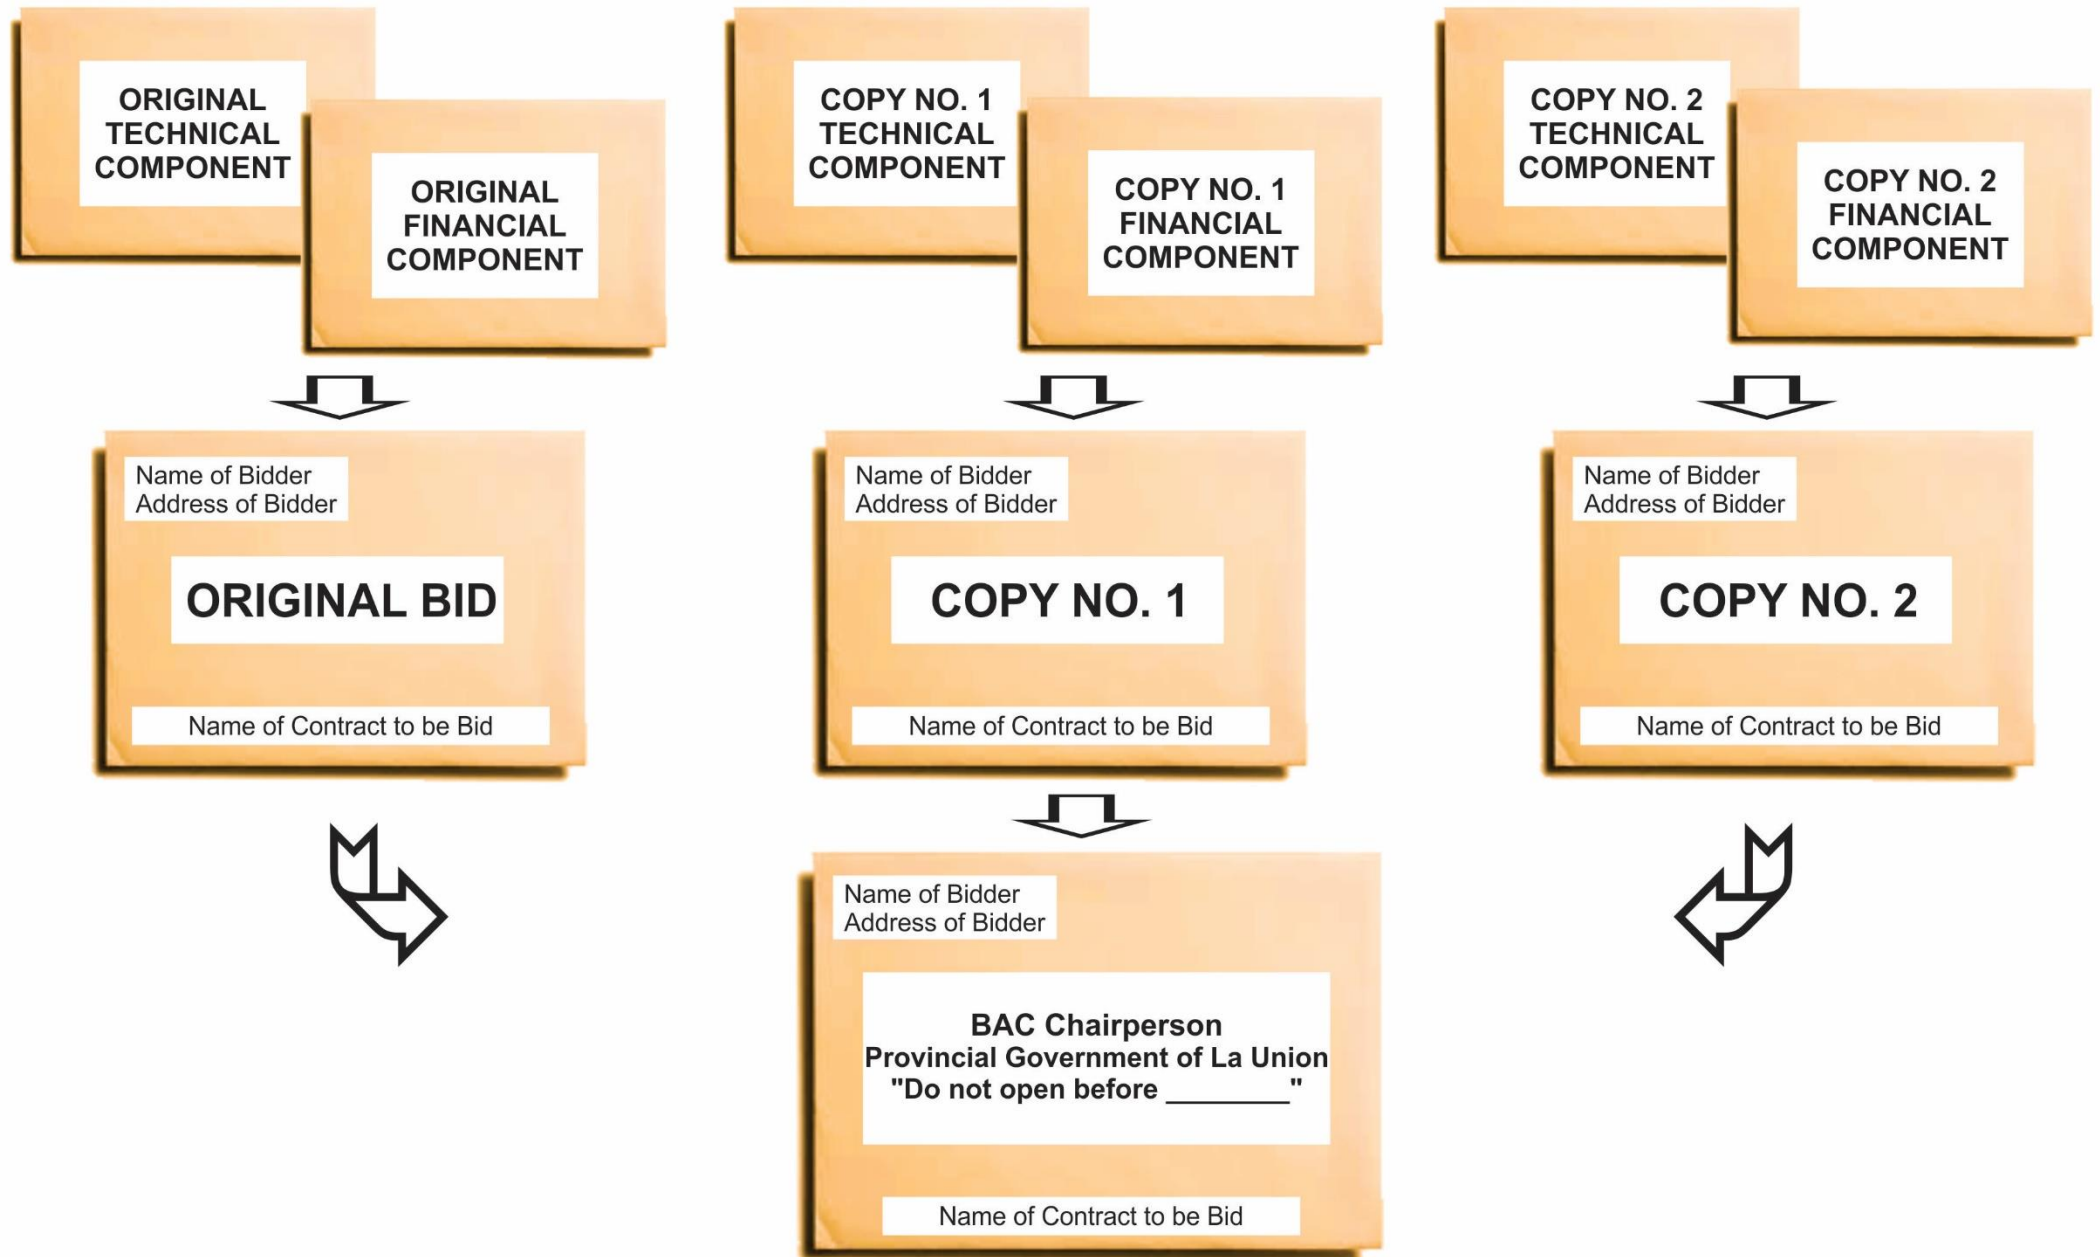 ORIGINAL
TECHNICAL
COMPONENT
ORIGINAL
FINANCIAL
COMPONENT
COPY NO. 1
TECHNICAL
COMPONENT
COPY NO. 1
FINANCIAL
COMPONENT
COPY NO. 2
TECHNICAL
COMPONENT
COPY NO. 2
FINANCIAL
COMPONENT
Name of Bidder
Address of Bidder
ORIGINAL BID
Name of Contract to be Bid
Name of Bidder
Address of Bidder
COPY NO. 1
Name of Contract to be Bid
Name of Bidder
Address of Bidder
COPY NO. 2
Name of Contract to be Bid
Name of Bidder
Address of Bidder
BAC Chairperson
Provincial Government of La Union
"Do not open before ________"
Name of Contract to be Bid